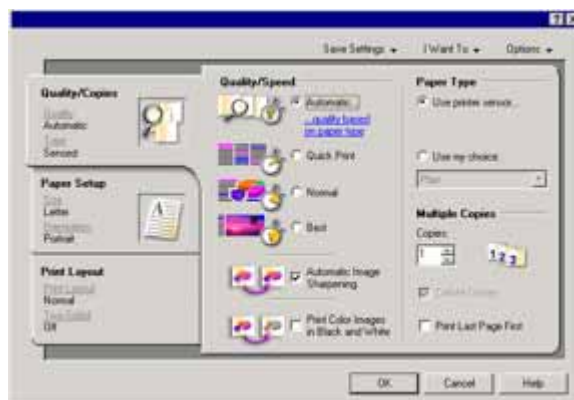 Save Settings
I Want To
Options
Quality/Copies
Quality
Automatic
Type
Sensed
Paper Setup
Size
Letter
Orientation
Portrait
Print Layout
Print Layout
Normal
Two-Sided
Off
Quality/Speed
Automatic
...quality based
on paper type
Quick Print
Normal
Best
Automatic Image
Sharpening
Print Color Images
in Black and White
Paper Type
Use printer sensor...
Use my choice:
Plain
Multiple Copies
Copies:
1
1 2 3
Print Last Page First
OK
Cancel
Help